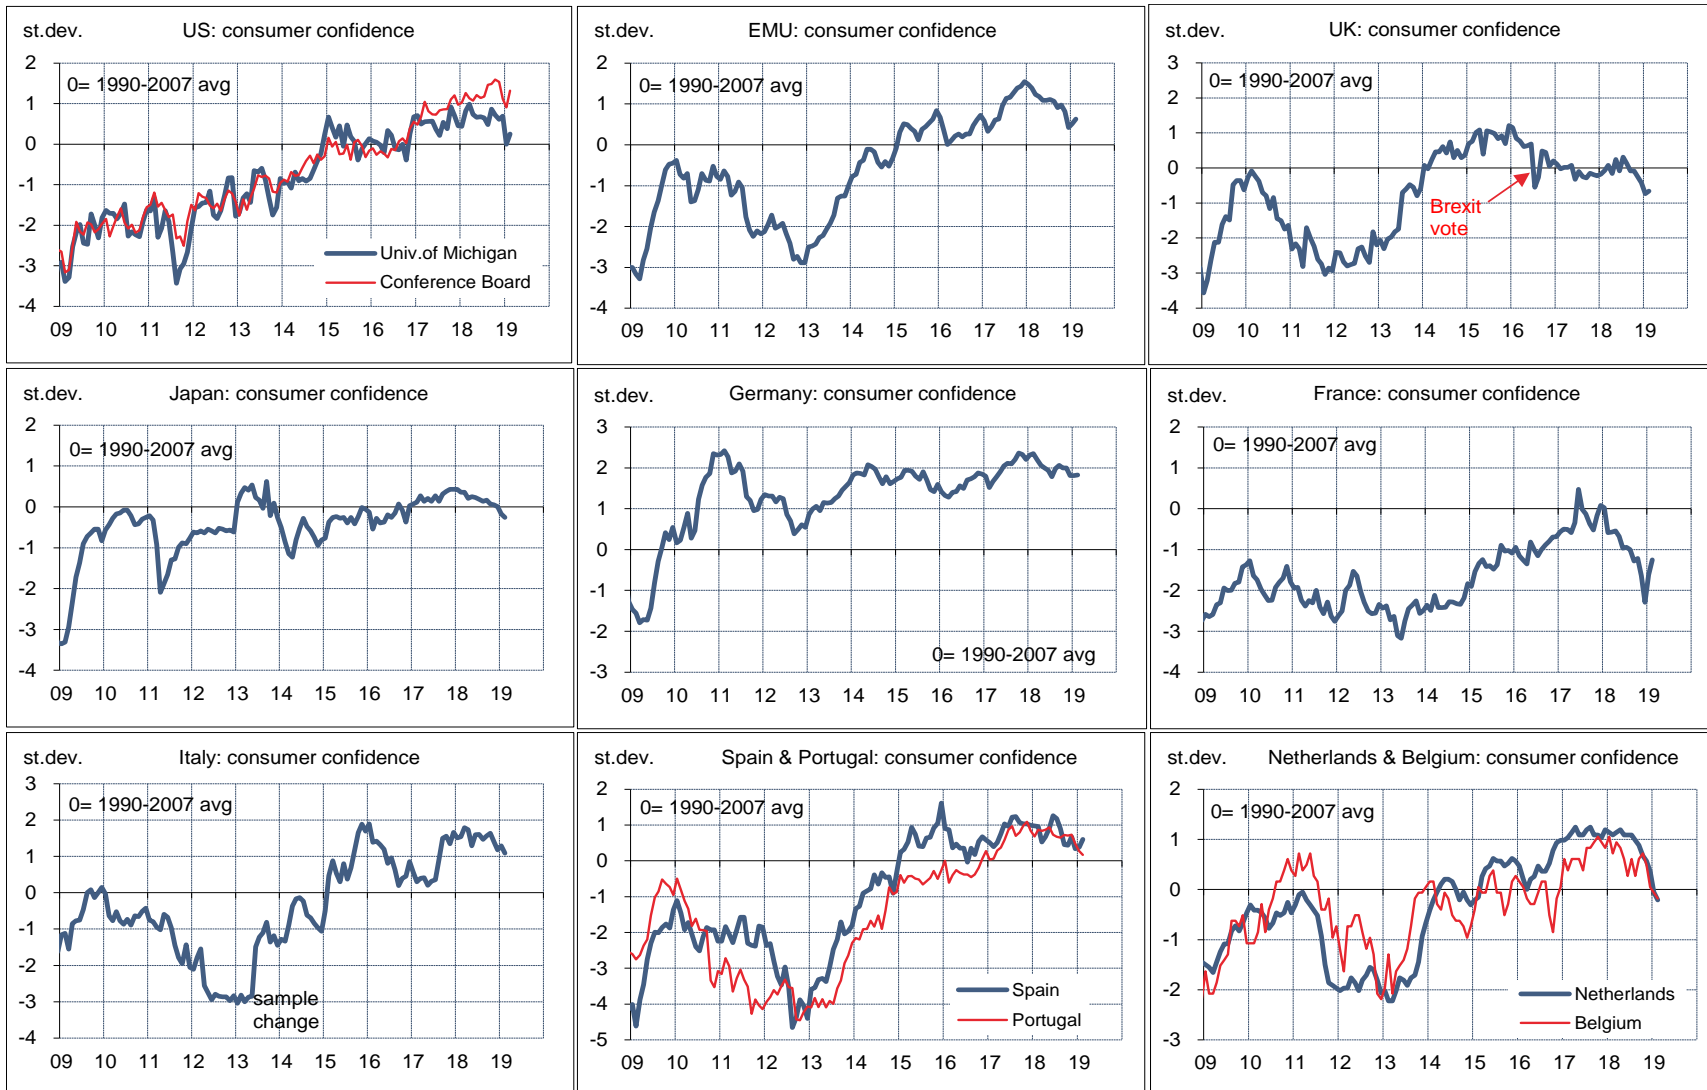 st.dev. US: consumer confidence
0= 1990-2007 avg
2
1
0
-1
-2
-3
-4
Univ.of Michigan
Conference Board
09 10 11 12 13 14 15 16 17 18 19
st.dev. EMU: consumer confidence
0= 1990-2007 avg
2
1
0
-1
-2
-3
-4
09 10 11 12 13 14 15 16 17 18 19
st.dev. UK: consumer confidence
0= 1990-2007 avg
3
2
1
0
-1
-2
-3
-4
Brexit
vote
09 10 11 12 13 14 15 16 17 18 19
st.dev. Japan: consumer confidence
0= 1990-2007 avg
2
1
0
-1
-2
-3
-4
09 10 11 12 13 14 15 16 17 18 19
st.dev. Germany: consumer confidence
3
2
1
0
-1
-2
-3
0= 1990-2007 avg
09 10 11 12 13 14 15 16 17 18 19
st.dev. France: consumer confidence
0= 1990-2007 avg
2
1
0
-1
-2
-3
-4
09 10 11 12 13 14 15 16 17 18 19
st.dev. Italy: consumer confidence
0= 1990-2007 avg
3
2
1
0
-1
-2
-3
-4
sample
change
09 10 11 12 13 14 15 16 17 18 19
st.dev. Spain & Portugal: consumer confidence
0= 1990-2007 avg
2
1
0
-1
-2
-3
-4
-5
Spain
Portugal
09 10 11 12 13 14 15 16 17 18 19
st.dev. Netherlands & Belgium: consumer confidence
0= 1990-2007 avg
2
1
0
-1
-2
-3
Netherlands
Belgium
09 10 11 12 13 14 15 16 17 18 19